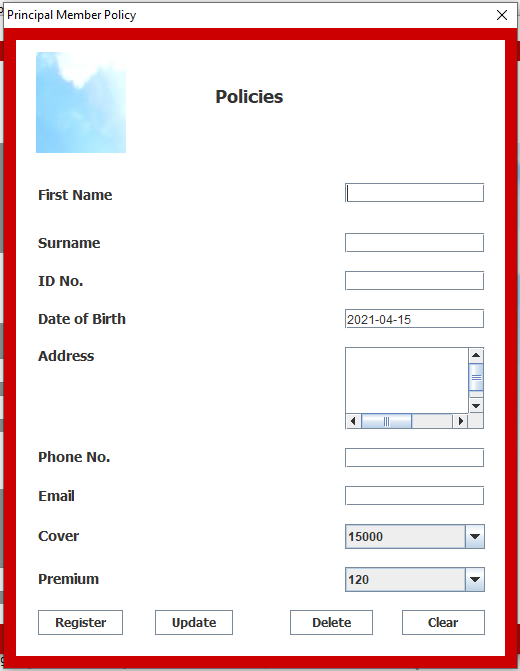 Principal Member Policy
Policies
First Name
Surname
ID No.
Date of Birth 2021-04-15
Address
Phone No.
Email
Cover 15000
Premium 120
Register Update Delete Clear